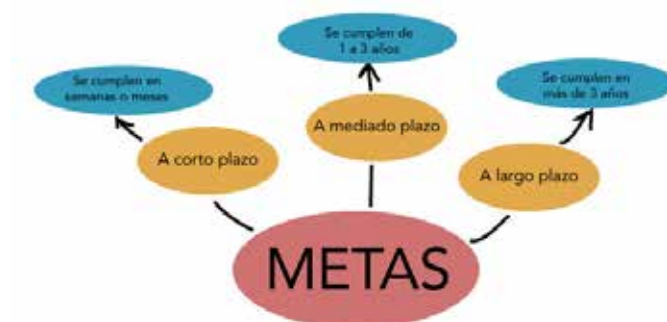 Se cumplen de
1 a 3 años
Se cumplen en
semanas o meses
Se cumplen en
más de 3 años
A mediado plazo
A corto plazo
A largo plazo
METAS